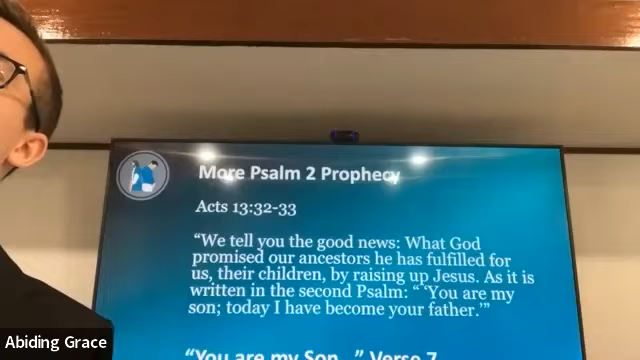 More Psalm 2 Prophecy
Acts 13:32-33
“We tell you the good news: What God
promised our ancestors he has fulfilled for
us, their children, by raising up Jesus. As it is
written in the second Psalm: “ ‘You are my
son; today I have become your father.’”
“You are my Son...” Verse 7
Abiding Grace